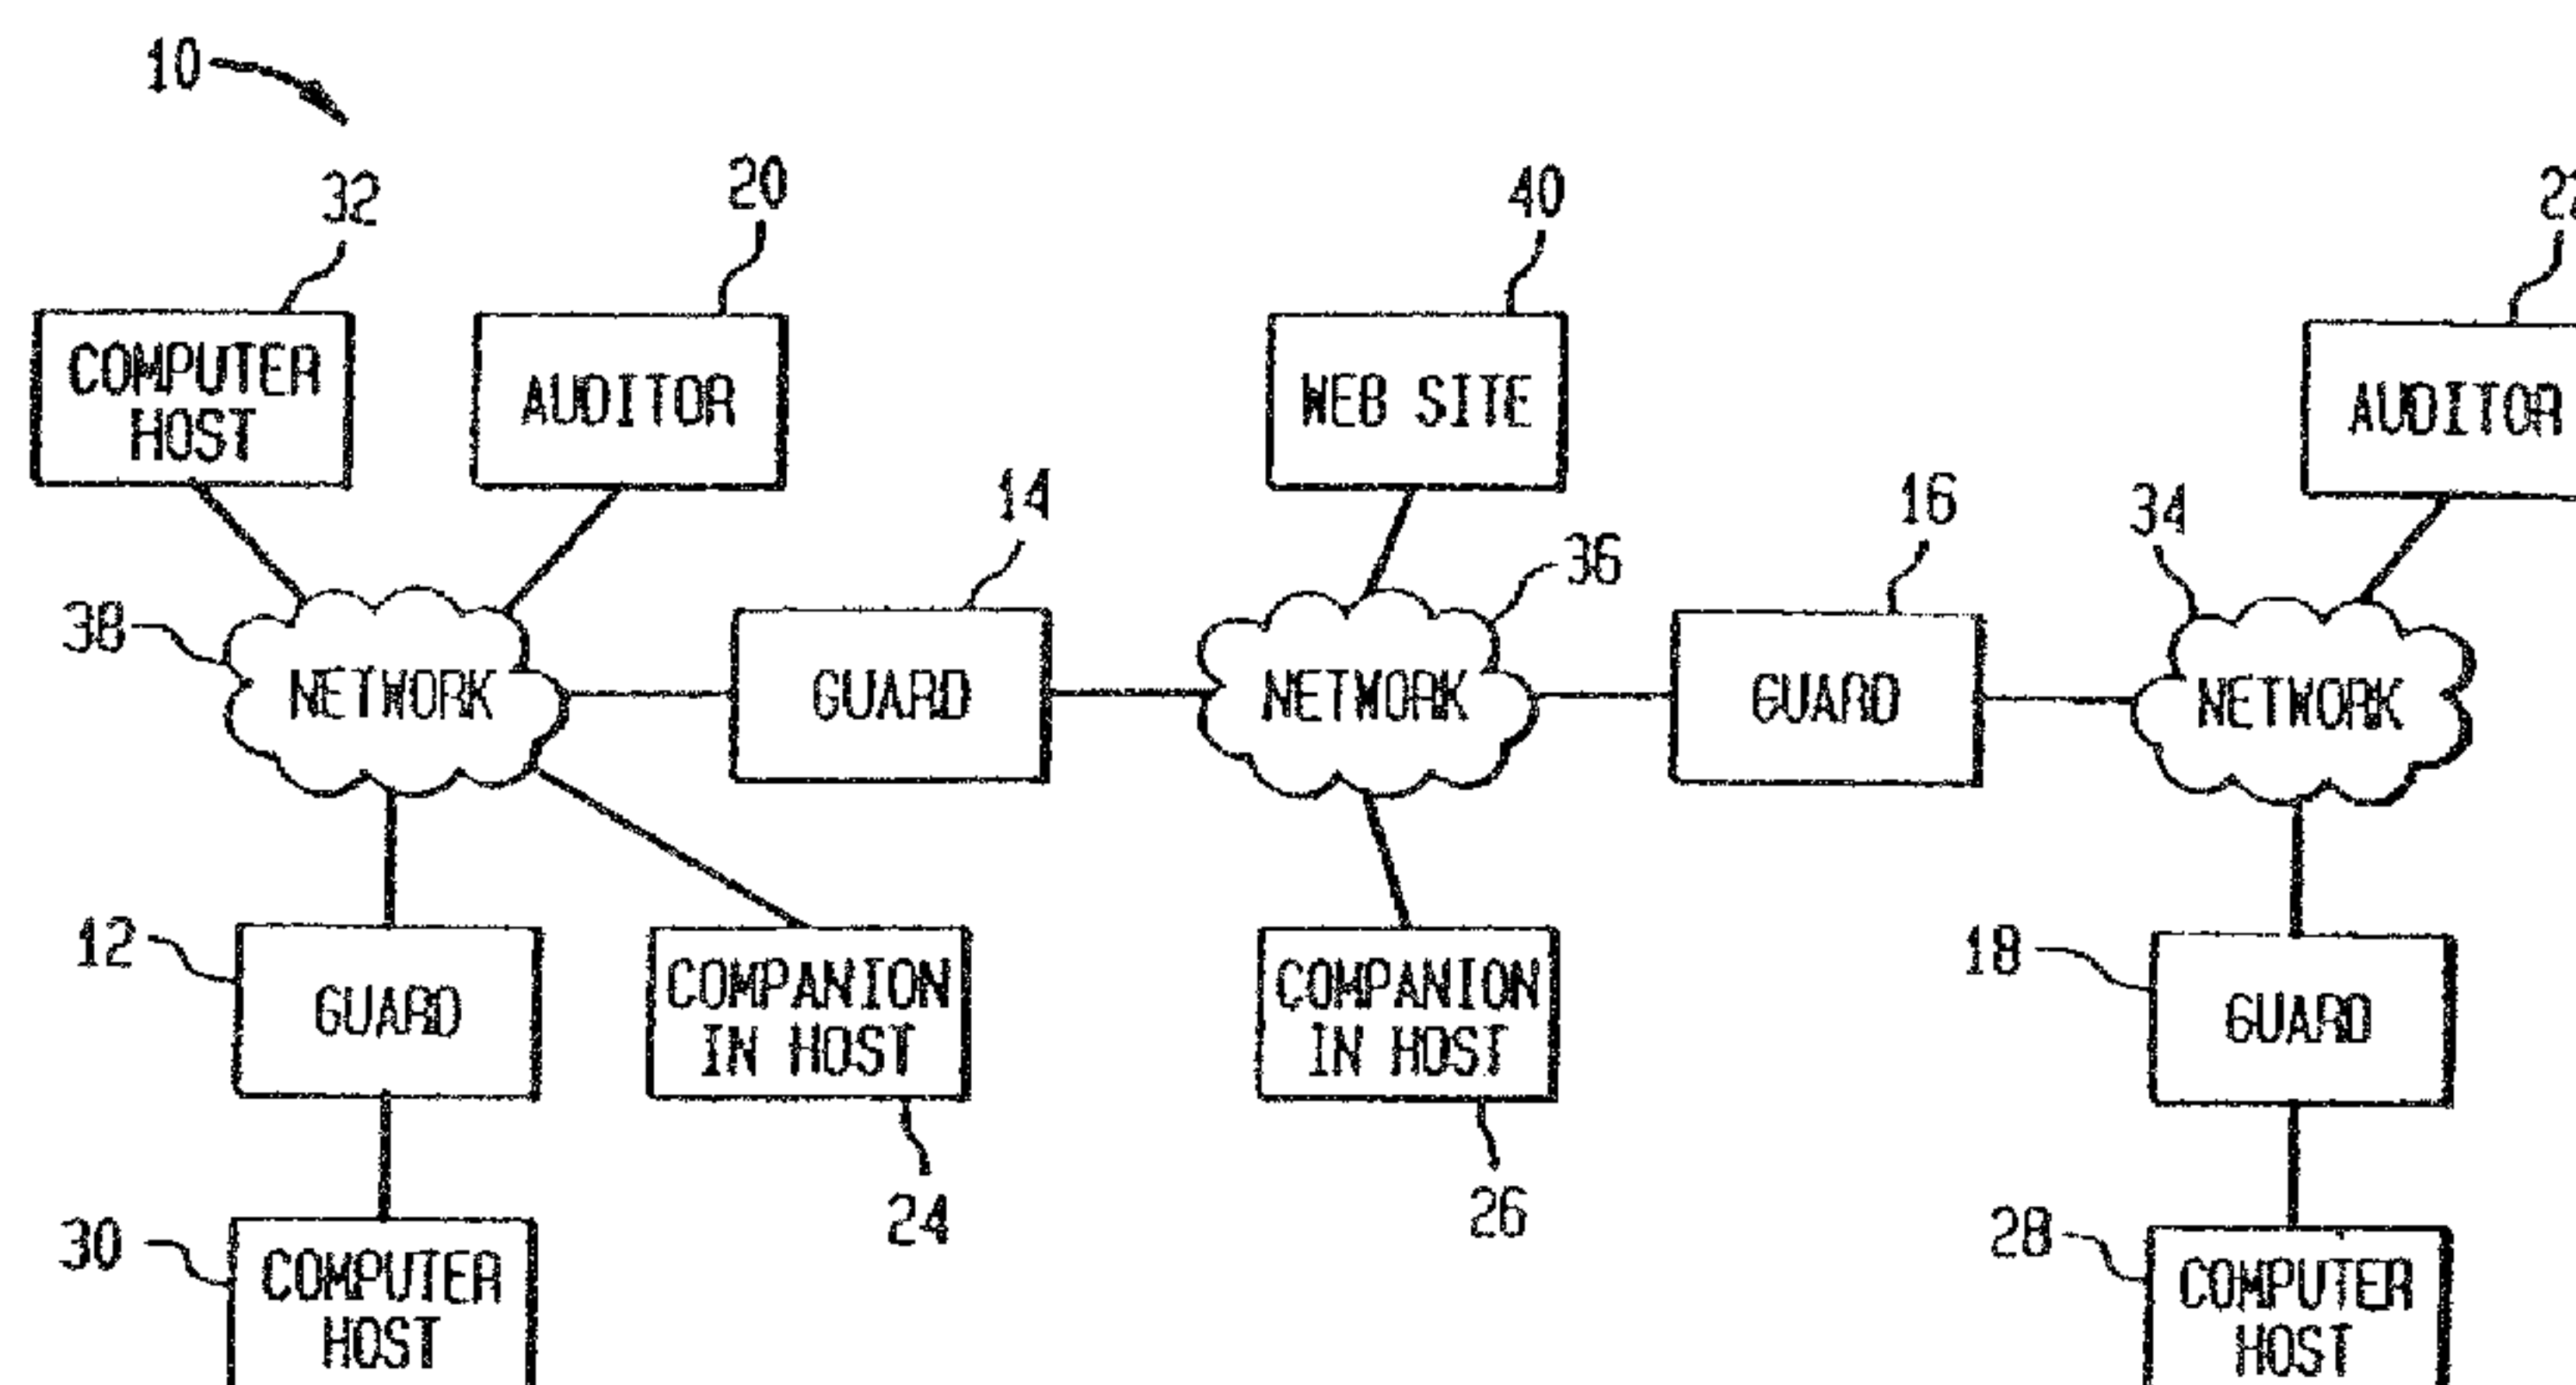 10
32
20
40
22
COMPUTER
HOST
AUDITOR
WEB SITE
AUDITOR
14
16
34
36
38
NETWORK
GUARD
NETWORK
GUARD
NETWORK
12
GUARD
COMPANION
IN HOST
COMPANION
IN HOST
18
GUARD
24
26
30
COMPUTER
HOST
28
COMPUTER
HOST